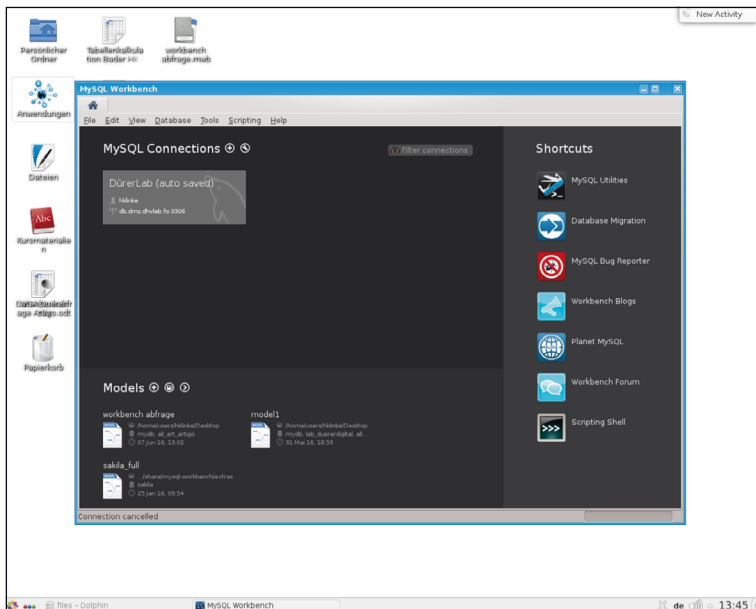 New Activity
Persönlicher
Ordner
Tabellenkalkula
tion Bader HK
workbench
abfrage.mwb
Anwendungen
Dateien
Kursmaterialie
n
Papierkorb
MySQL Workbench
File Edit View Database Tools Scripting Help
MySQL Connections
Filter connections
DürerLab (auto saved)
hklinke
db.dmz.dhvlab.fo:3306
Shortcuts
MySQL Utilities
Database Migration
MySQL Bug Reporter
Workbench Blogs
Planet MySQL
Workbench Forum
Scripting Shell
Models
workbench abfrage
/home/users/hklinke/Desktop
mydb, all_art_artigo
07 Jun 16, 13:02
model1
/home/users/hklinke/Desktop
mydb, lab_duererdigital, all...
31 Mai 16, 18:59
sakila_full
.../share/mysql-workbench/extras
sakila
25 Jan 16, 09:54
Connection cancelled
files – Dolphin
MySQL Workbench
de
13:45